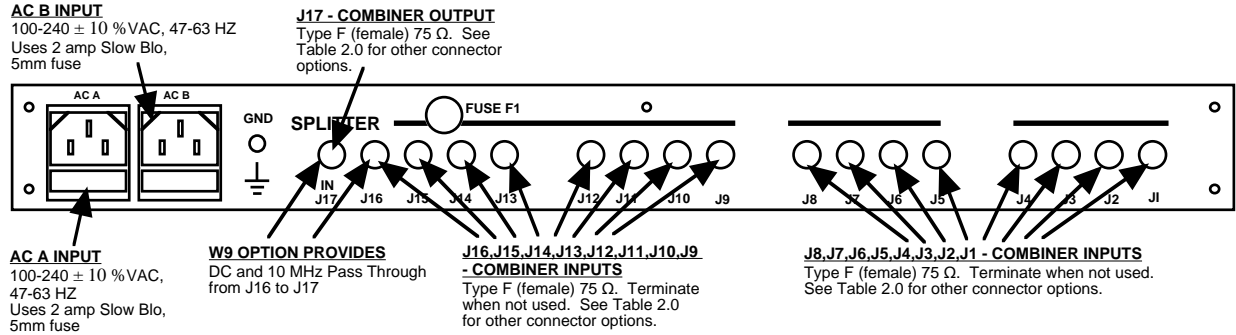 AC B INPUT
100-240 ± 10 %VAC, 47-63 HZ
Uses 2 amp Slow Blo,
5mm fuse
J17 - COMBINER OUTPUT
Type F (female) 75 Ω. See
Table 2.0 for other connector
options.
AC A
AC B
GND
SPLITTER
FUSE F1
IN
J17
J16
J15
J14
J13
J12
J11
J10
J9
J8
J7
J6
J5
J4
J3
J2
JI
AC A INPUT
100-240 ± 10 %VAC,
47-63 HZ
Uses 2 amp Slow Blo,
5mm fuse
W9 OPTION PROVIDES
DC and 10 MHz Pass Through
from J16 to J17
J16,J15,J14,J13,J12,J11,J10,J9
- COMBINER INPUTS
Type F (female) 75 Ω. Terminate
when not used. See Table 2.0
for other connector options.
J8,J7,J6,J5,J4,J3,J2,J1 - COMBINER INPUTS
Type F (female) 75 Ω. Terminate when not used.
See Table 2.0 for other connector options.